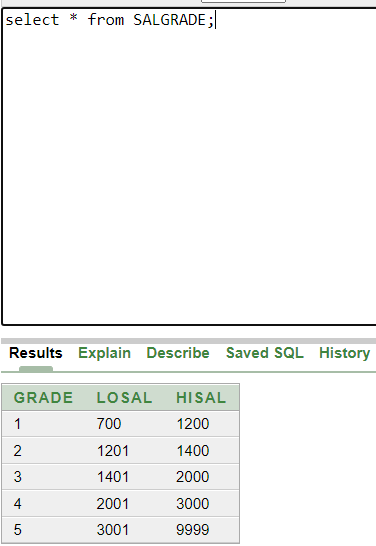 select * from SALGRADE;
Results Explain Describe Saved SQL History
GRADE LOSAL HISAL
1 700 1200
2 1201 1400
3 1401 2000
4 2001 3000
5 3001 9999